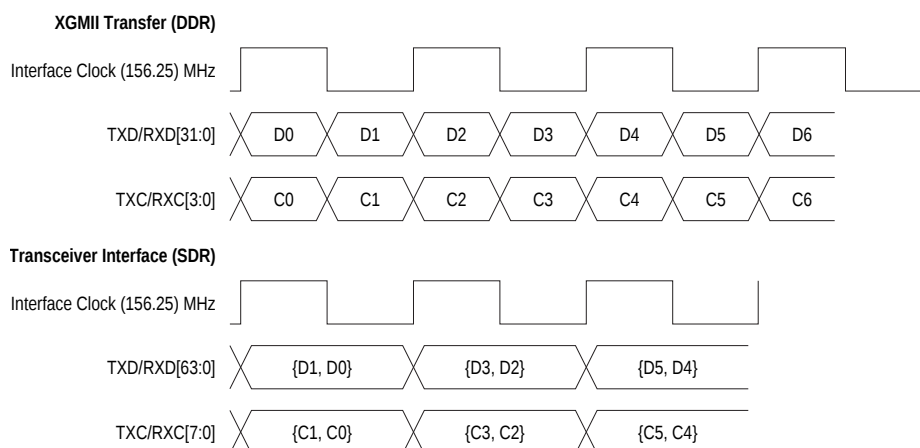 XGMII Transfer (DDR)
Interface Clock (156.25) MHz
TXD/RXD[31:0] D0 D1 D2 D3 D4 D5 D6
TXC/RXC[3:0] C0 C1 C2 C3 C4 C5 C6
Transceiver Interface (SDR)
Interface Clock (156.25) MHz
TXD/RXD[63:0] {D1, D0} {D3, D2} {D5, D4}
TXC/RXC[7:0] {C1, C0} {C3, C2} {C5, C4}